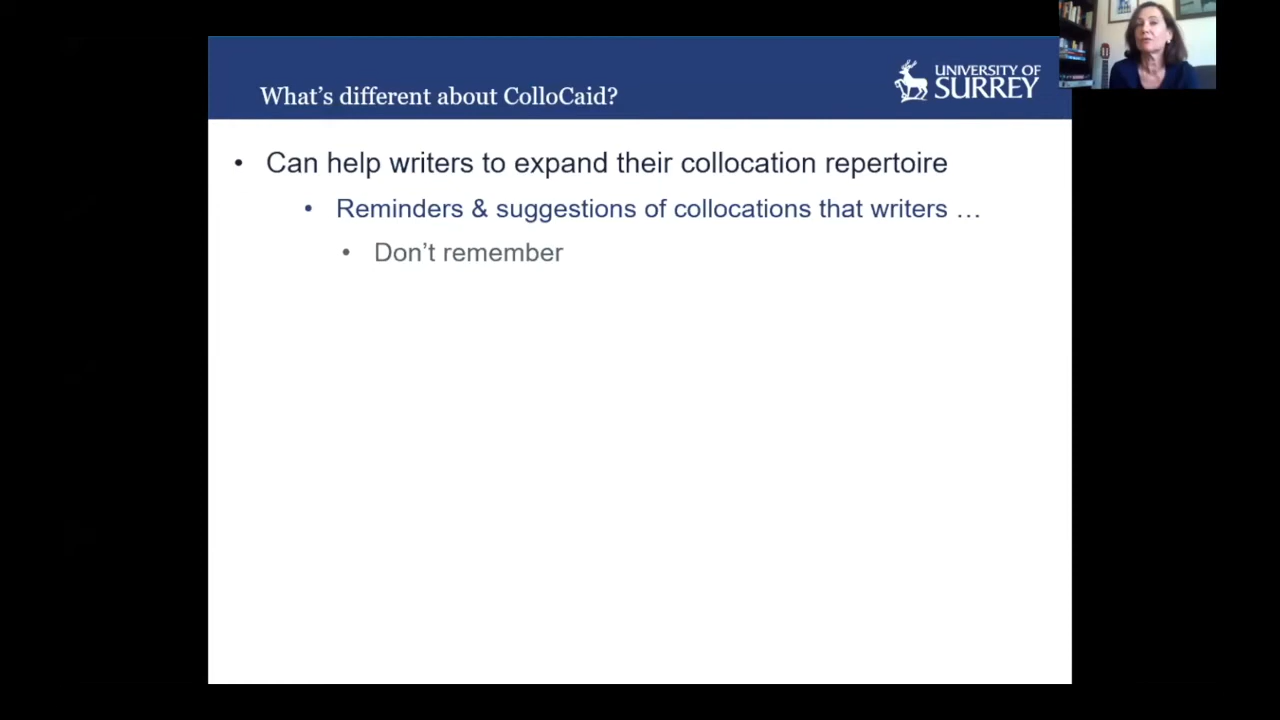 What’s different about ColloCaid?
UNIVERSITY OF
SURREY
• Can help writers to expand their collocation repertoire
• Reminders & suggestions of collocations that writers …
• Don’t remember